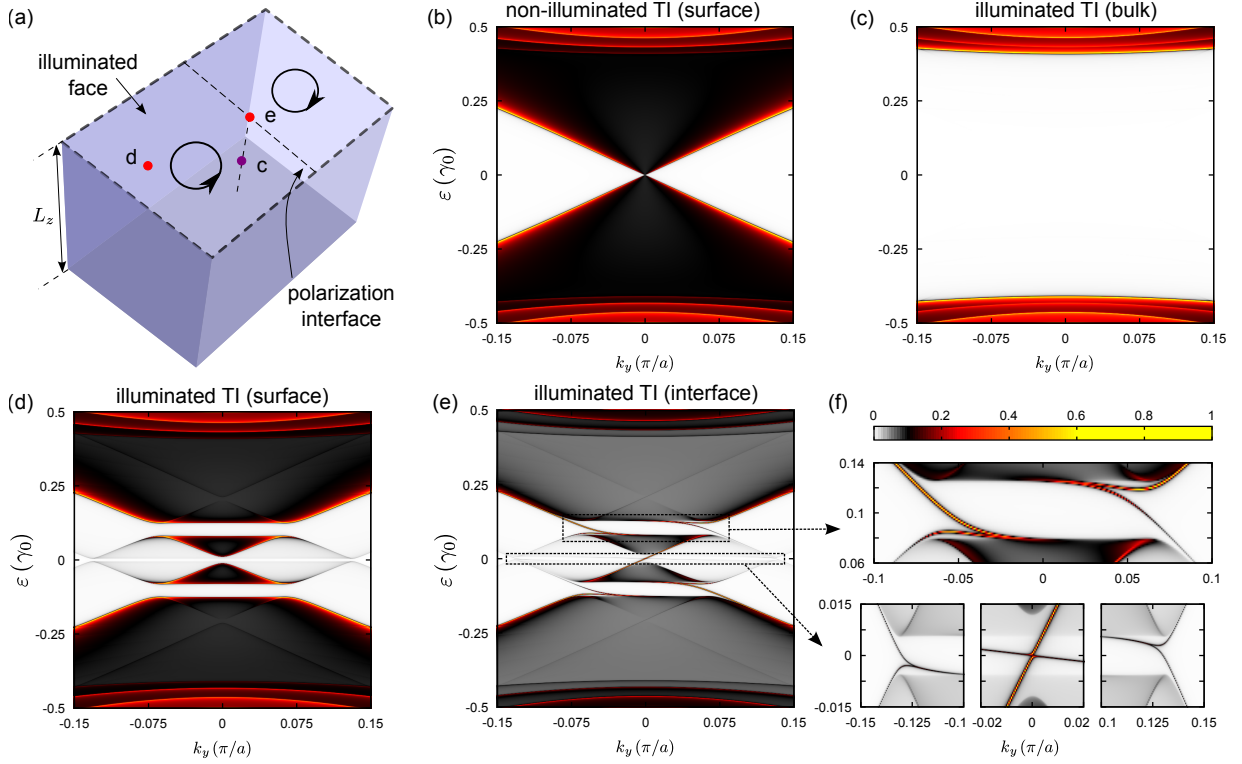 (a)
illuminated
face
d
e
c
L_z
polarization
interface
(b)
non-illuminated TI (surface)
0.5
0.25
0
-0.25
-0.5
ε (γ0)
-0.15 -0.075 0 0.075 0.15
k_y (π/a)
(c)
illuminated TI (bulk)
0.5
0.25
0
-0.25
-0.5
-0.15 -0.075 0 0.075 0.15
k_y (π/a)
(d)
illuminated TI (surface)
0.5
0.25
0
-0.25
-0.5
ε (γ0)
-0.15 -0.075 0 0.075 0.15
k_y (π/a)
(e)
illuminated TI (interface)
0.5
0.25
0
-0.25
-0.5
ε (γ0)
-0.15 -0.075 0 0.075 0.15
k_y (π/a)
(f)
0 0.2 0.4 0.6 0.8 1
0.14
0.1
0.06
-0.1 -0.05 0 0.05 0.1
0.015
0
-0.015
-0.15 -0.125 -0.1
-0.02 0 0.02
0.1 0.125 0.15
k_y (π/a)